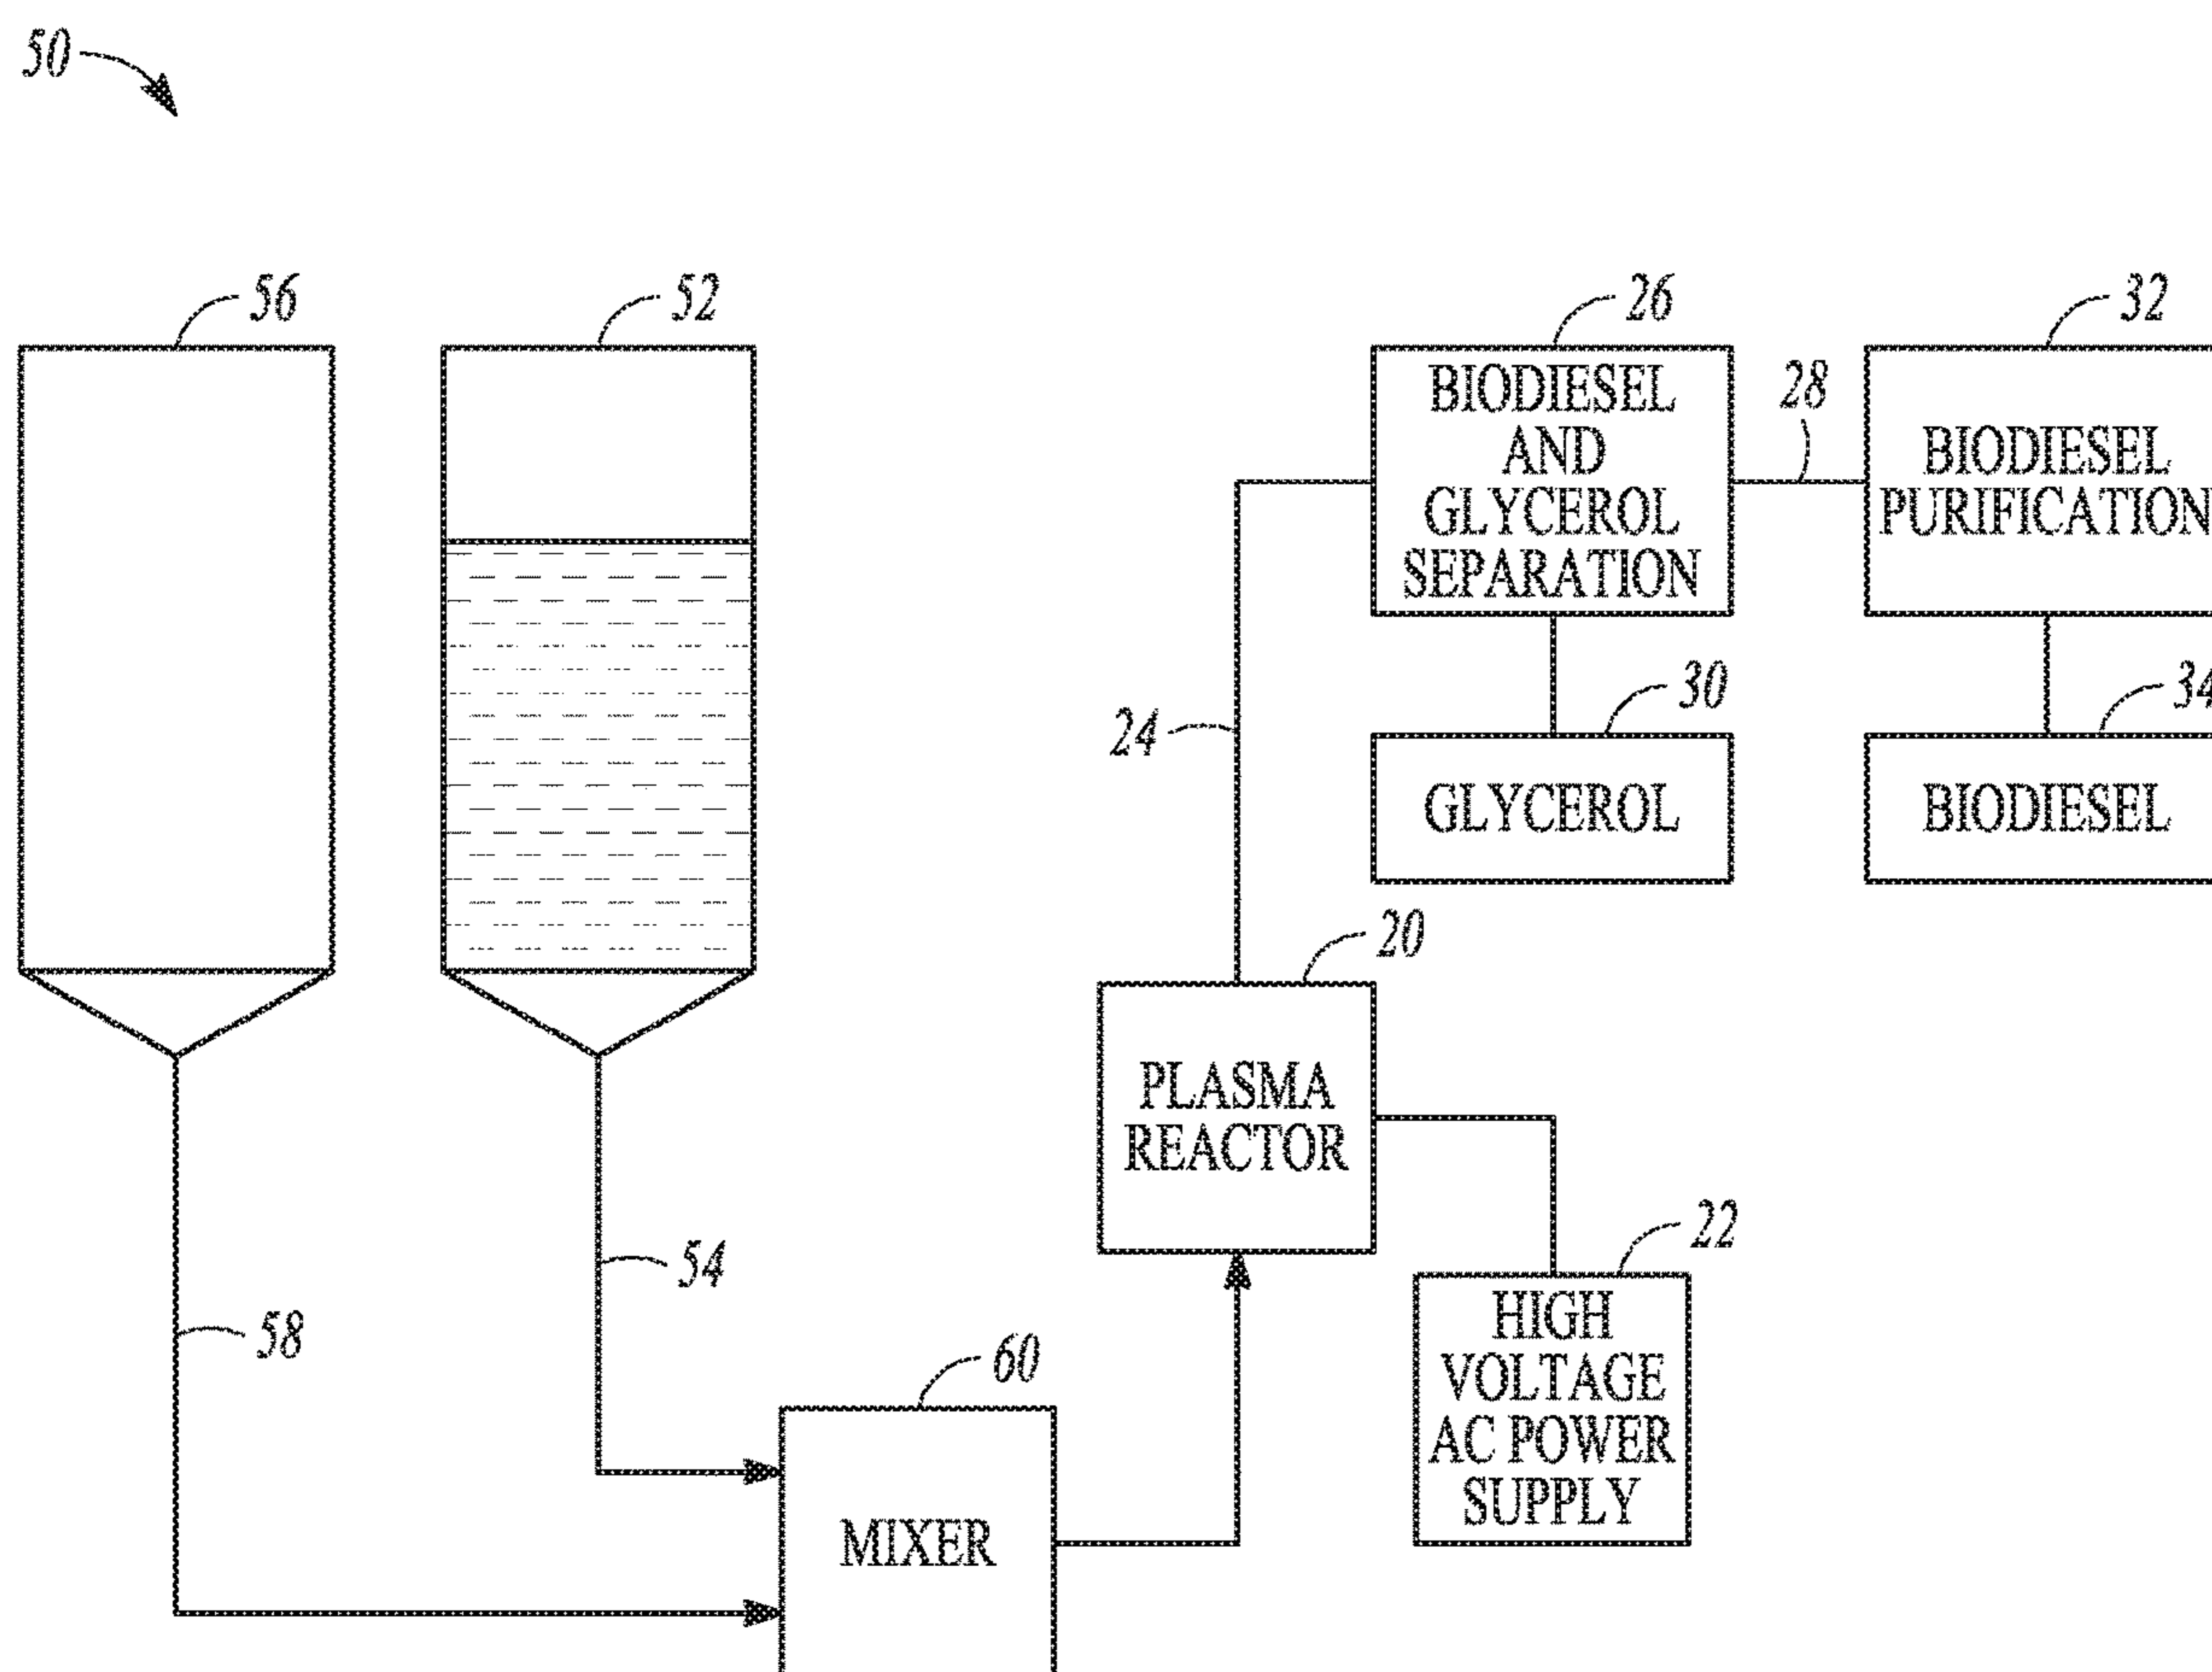 50
56
52
26
32
BIODIESEL
AND
GLYCEROL
SEPARATION
28
BIODIESEL
PURIFICATION
24
30
34
GLYCEROL
BIODIESEL
20
PLASMA
REACTOR
54
22
58
60
HIGH
VOLTAGE
AC POWER
SUPPLY
MIXER